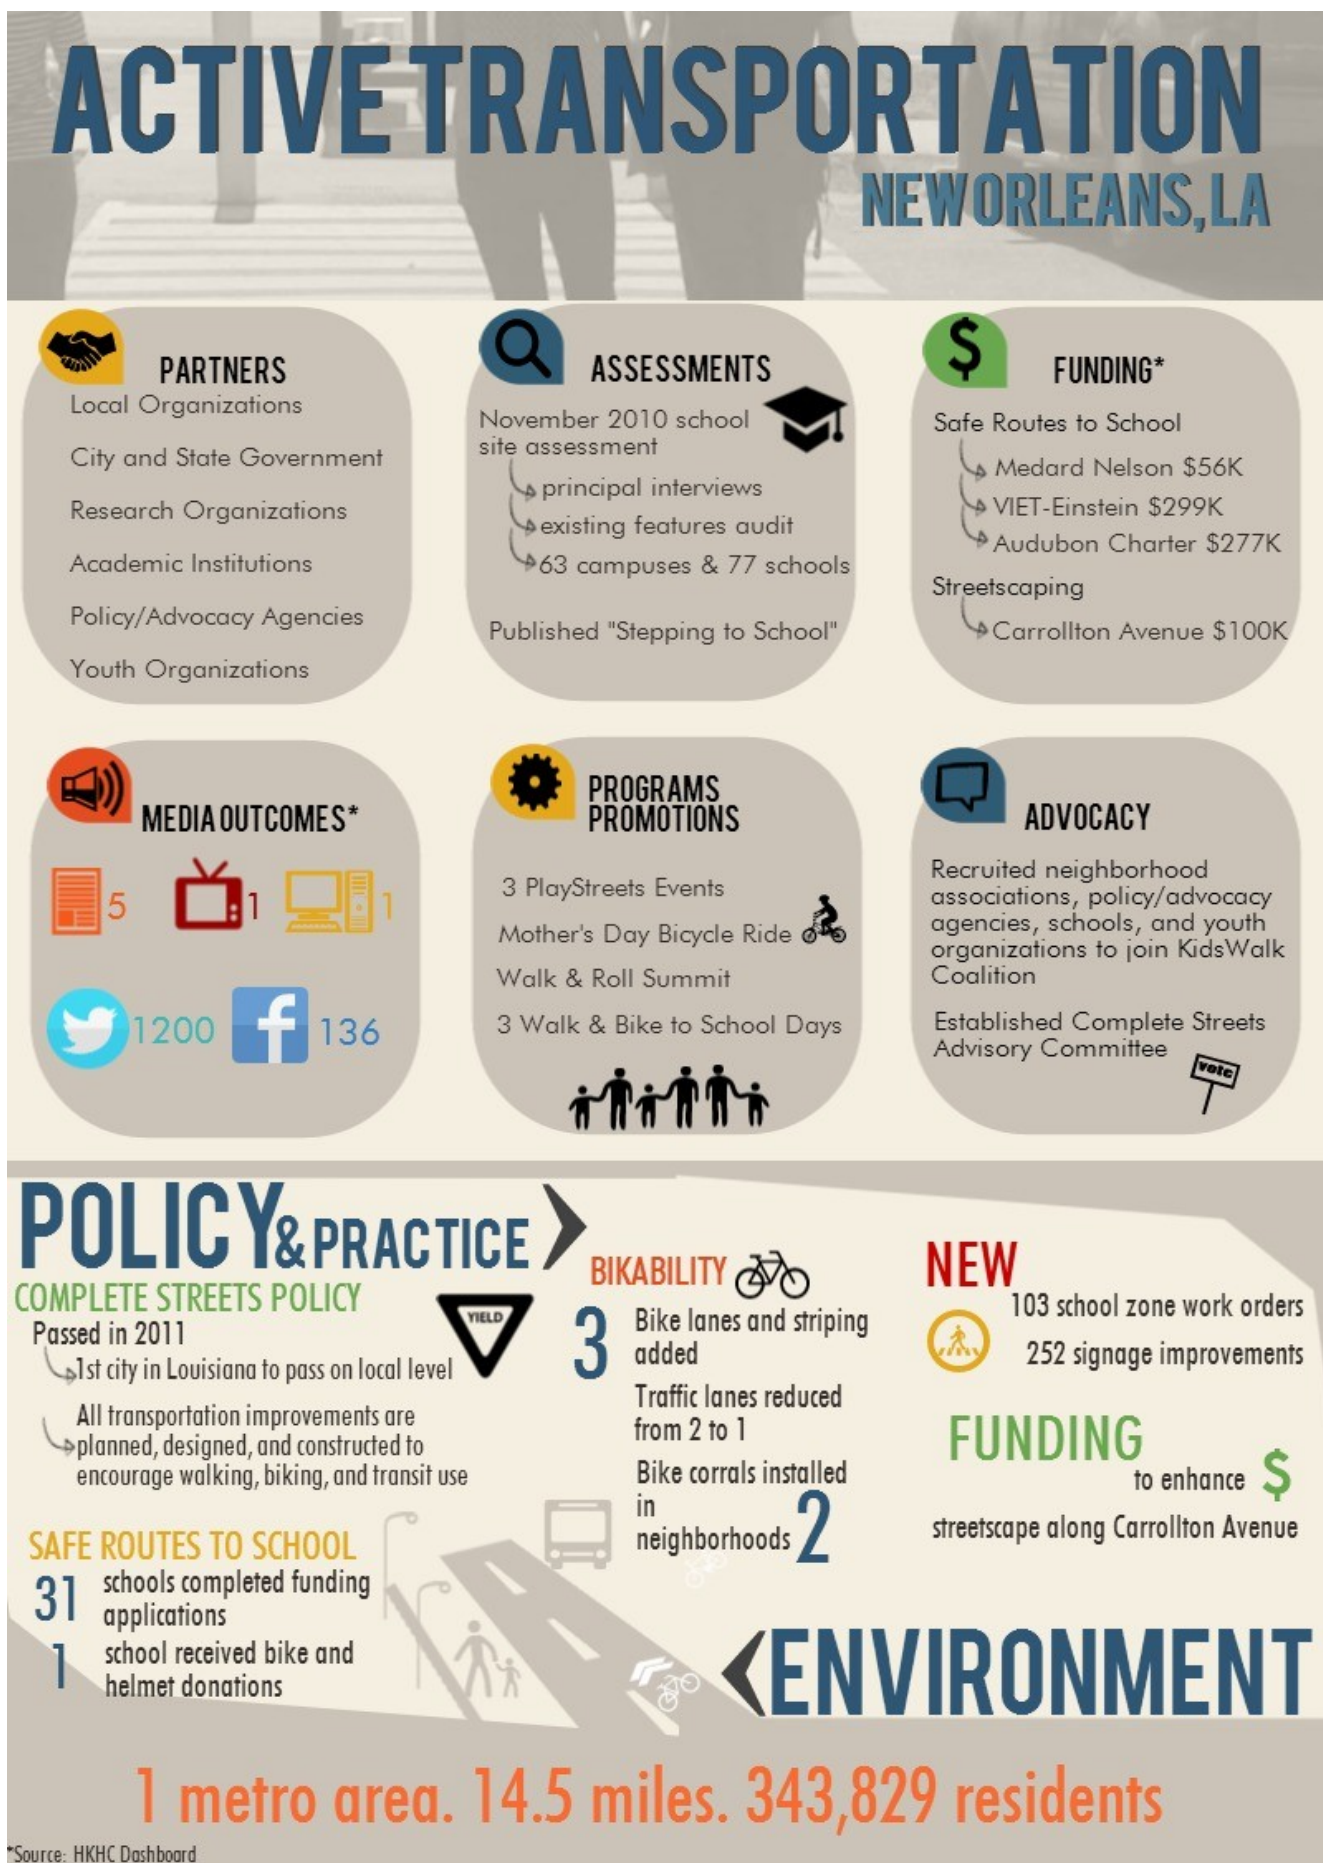 ACTIVE TRANSPORTATION
NEW ORLEANS, LA
PARTNERS
Local Organizations
City and State Government
Research Organizations
Academic Institutions
Policy/Advocacy Agencies
Youth Organizations
ASSESSMENTS
November 2010 school
site assessment
principal interviews
existing features audit
63 campuses & 77 schools
Published "Stepping to School"
FUNDING*
Safe Routes to School
Medard Nelson $56K
VIET-Einstein $299K
Audubon Charter $277K
Streetscaping
Carrollton Avenue $100K
MEDIA OUTCOMES*
5
1
1
1200
136
PROGRAMS
PROMOTIONS
3 PlayStreets Events
Mother's Day Bicycle Ride
Walk & Roll Summit
3 Walk & Bike to School Days
ADVOCACY
Recruited neighborhood
associations, policy/advocacy
agencies, schools, and youth
organizations to join KidsWalk
Coalition
Established Complete Streets
Advisory Committee
vote
POLICY & PRACTICE
COMPLETE STREETS POLICY
YIELD
Passed in 2011
1st city in Louisiana to pass on local level
All transportation improvements are
planned, designed, and constructed to
encourage walking, biking, and transit use
SAFE ROUTES TO SCHOOL
31 schools completed funding
applications
1 school received bike and
helmet donations
BIKABILITY
3 Bike lanes and striping
added
Traffic lanes reduced
from 2 to 1
Bike corrals installed
in
neighborhoods 2
NEW
103 school zone work orders
252 signage improvements
FUNDING
to enhance $
streetscape along Carrollton Avenue
ENVIRONMENT
1 metro area. 14.5 miles. 343,829 residents
*Source: HKHC Dashboard